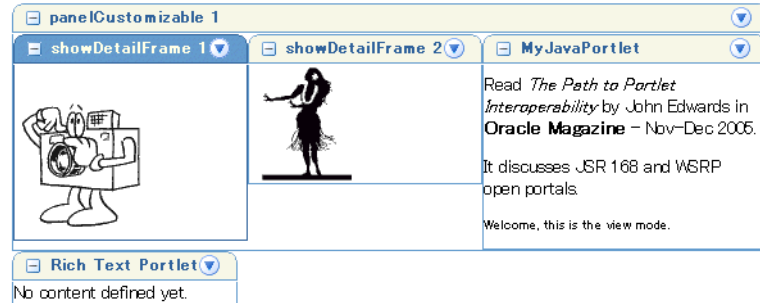 panelCustomizable 1
showDetailFrame 1
showDetailFrame 2
MyJavaPortlet
Read The Path to Portlet
Interoperability by John Edwards in
Oracle Magazine - Nov-Dec 2005.
It discusses JSR 168 and WSRP
open portals.
Welcome, this is the view mode.
Rich Text Portlet
No content defined yet.